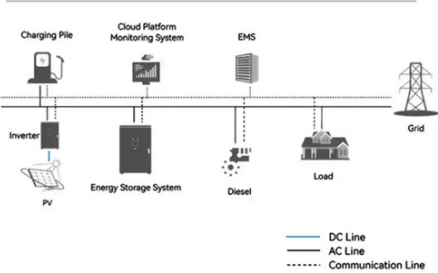 Charging Pile
Cloud Platform
Monitoring System
EMS
Grid
Inverter
PV
Energy Storage System
Diesel
Load
DC Line
AC Line
Communication Line